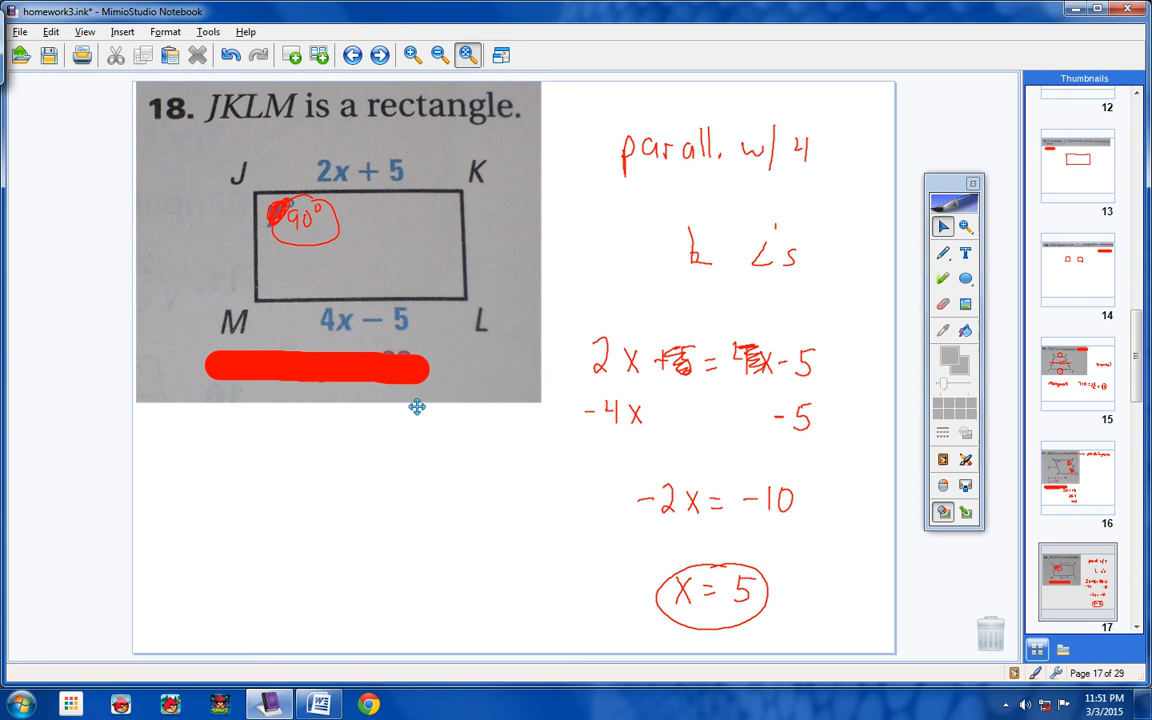 homework3.ink* - MimioStudio Notebook
File Edit View Insert Format Tools Help
Thumbnails
18. JKLM is a rectangle.
J 2x + 5 K
90°
M 4x − 5 L
parall. w/ 4
∠'s
2x + 5 = 4x - 5
-4x -5
-2x = -10
x = 5
12
13
14
15
16
17
Page 17 of 29
11:51 PM
3/3/2015